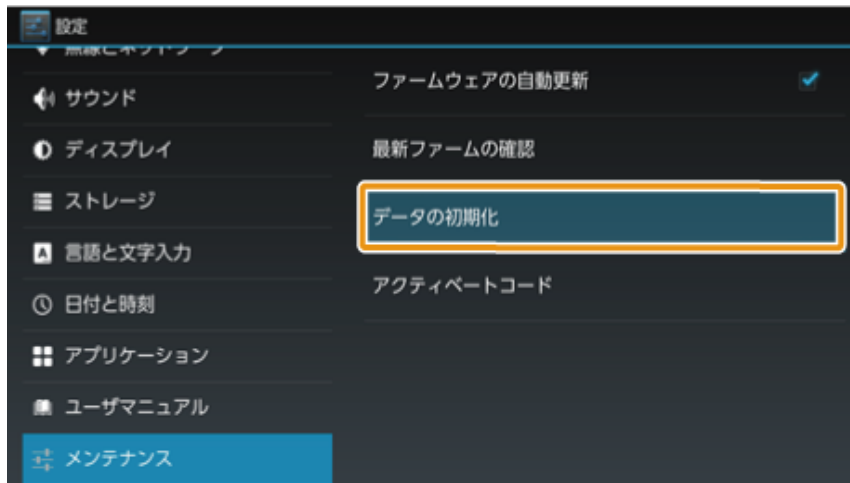 設定
サウンド
ディスプレイ
ストレージ
言語と文字入力
日付と時刻
アプリケーション
ユーザマニュアル
メンテナンス
ファームウェアの自動更新
最新ファームの確認
データの初期化
アクティベートコード